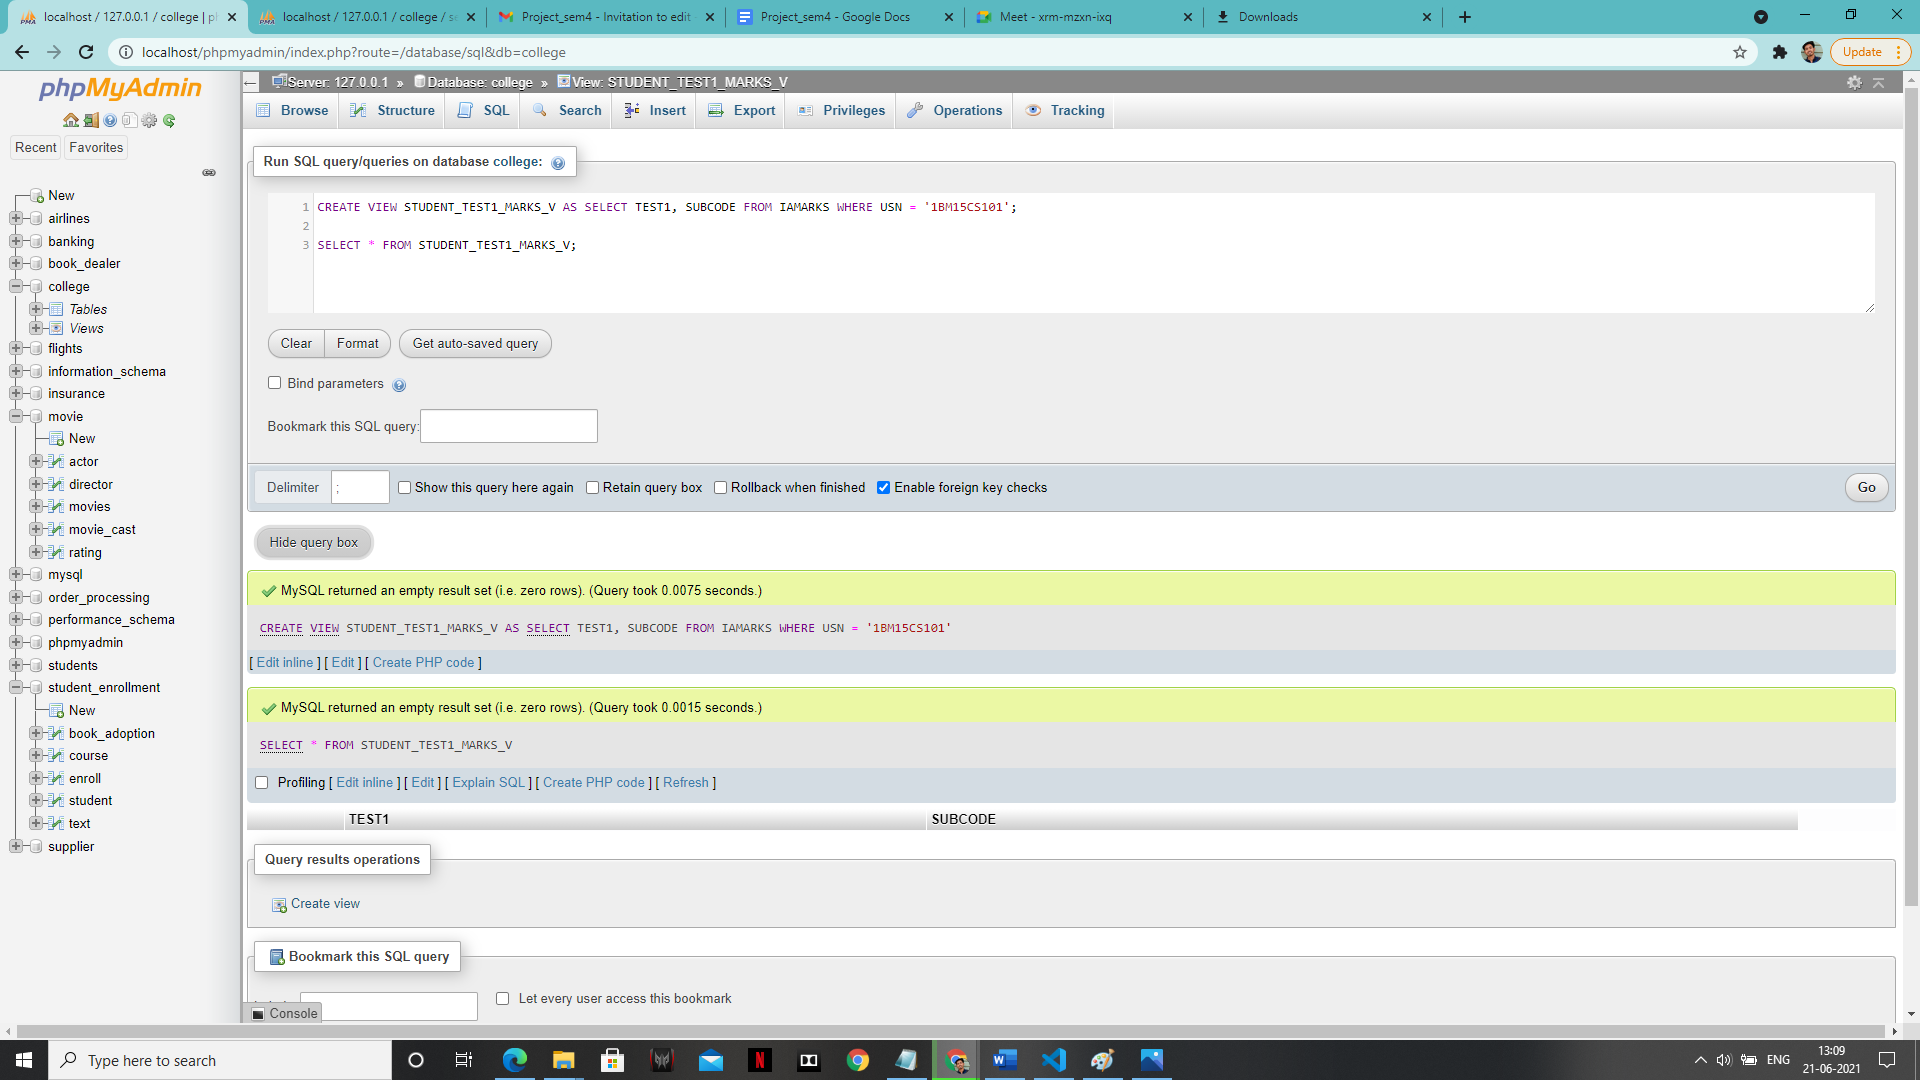 localhost / 127.0.0.1 / college | ph
localhost / 127.0.0.1 / college / se
Project_sem4 - Invitation to edit
Project_sem4 - Google Docs
Meet - xrm-mzxn-ixq
Downloads
localhost/phpmyadmin/index.php?route=/database/sql&db=college
Update
phpMyAdmin
Recent
Favorites
New
airlines
banking
book_dealer
college
Tables
Views
flights
information_schema
insurance
movie
New
actor
director
movies
movie_cast
rating
mysql
order_processing
performance_schema
phpmyadmin
students
student_enrollment
New
book_adoption
course
enroll
student
text
supplier
Server: 127.0.0.1 » Database: college » View: STUDENT_TEST1_MARKS_V
Browse
Structure
SQL
Search
Insert
Export
Privileges
Operations
Tracking
Run SQL query/queries on database college:
1 CREATE VIEW STUDENT_TEST1_MARKS_V AS SELECT TEST1, SUBCODE FROM IAMARKS WHERE USN = '1BM15CS101';
2
3 SELECT * FROM STUDENT_TEST1_MARKS_V;
Clear
Format
Get auto-saved query
Bind parameters
Bookmark this SQL query:
Delimiter
;
Show this query here again
Retain query box
Rollback when finished
Enable foreign key checks
Go
Hide query box
MySQL returned an empty result set (i.e. zero rows). (Query took 0.0075 seconds.)
CREATE VIEW STUDENT_TEST1_MARKS_V AS SELECT TEST1, SUBCODE FROM IAMARKS WHERE USN = '1BM15CS101'
[ Edit inline ] [ Edit ] [ Create PHP code ]
MySQL returned an empty result set (i.e. zero rows). (Query took 0.0015 seconds.)
SELECT * FROM STUDENT_TEST1_MARKS_V
Profiling [ Edit inline ] [ Edit ] [ Explain SQL ] [ Create PHP code ] [ Refresh ]
TEST1
SUBCODE
Query results operations
Create view
Bookmark this SQL query
Let every user access this bookmark
Console
Type here to search
ENG
13:09
21-06-2021